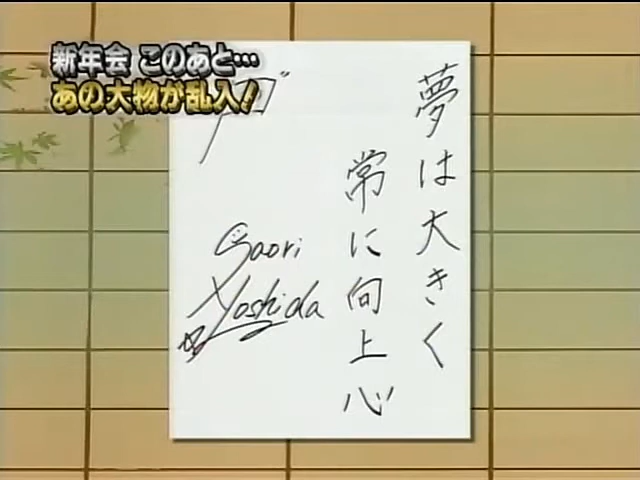 新年会 このあと…
あの大物が乱入!
夢は大きく
常に向上心
Saori
Yoshida